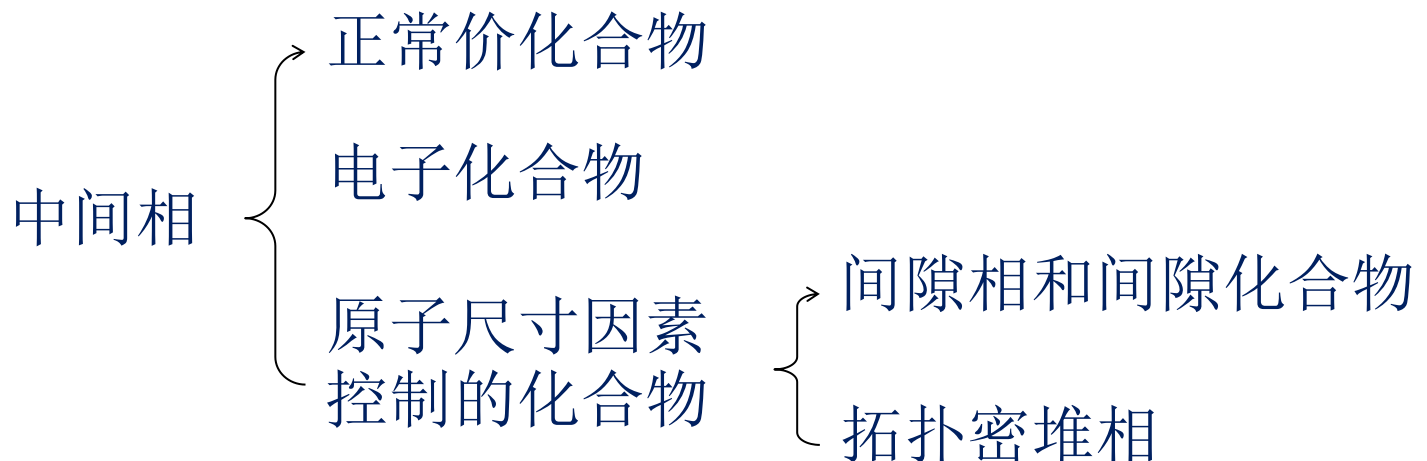 正常价化合物
电子化合物
中间相
间隙相和间隙化合物
原子尺寸因素
控制的化合物
拓扑密堆相